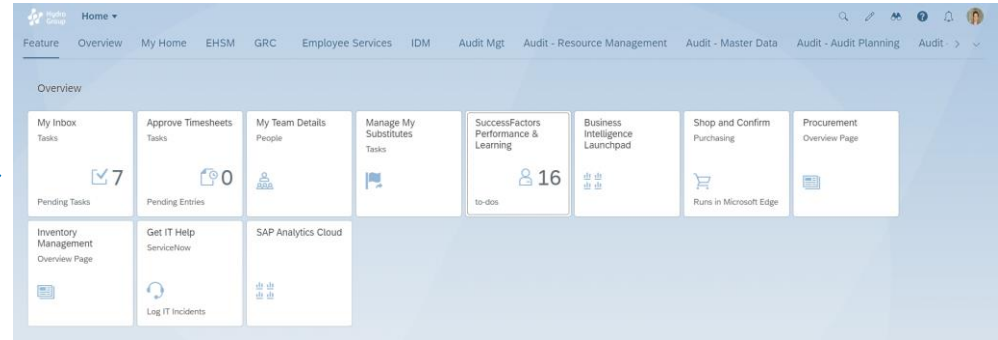 Hydro
Group
Home
Feature Overview My Home EHSM GRC Employee Services IDM Audit Mgt Audit - Resource Management Audit - Master Data Audit - Audit Planning Audit -
Overview
My Inbox
Tasks
7
Pending Tasks
Approve Timesheets
Tasks
0
Pending Entries
My Team Details
People
Manage My
Substitutes
Tasks
SuccessFactors
Performance &
Learning
16
to-dos
Business
Intelligence
Launchpad
Shop and Confirm
Purchasing
Runs in Microsoft Edge
Procurement
Overview Page
Inventory
Management
Overview Page
Get IT Help
ServiceNow
Log IT Incidents
SAP Analytics Cloud